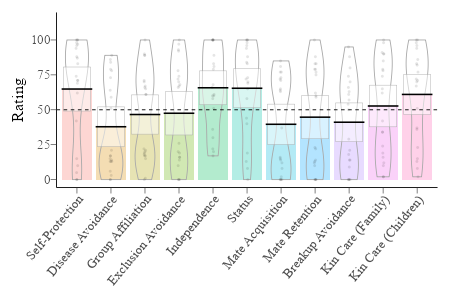 Rating
100
75
50
25
0
Self-Protection
Disease Avoidance
Group Affiliation
Exclusion Avoidance
Independence
Status
Mate Acquisition
Mate Retention
Breakup Avoidance
Kin Care (Family)
Kin Care (Children)